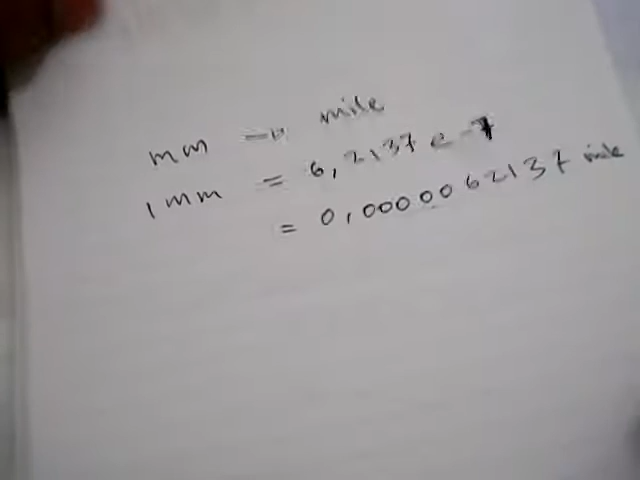 mm → mile
1 mm = 6,2137 e-7
= 0,00000062137 mile